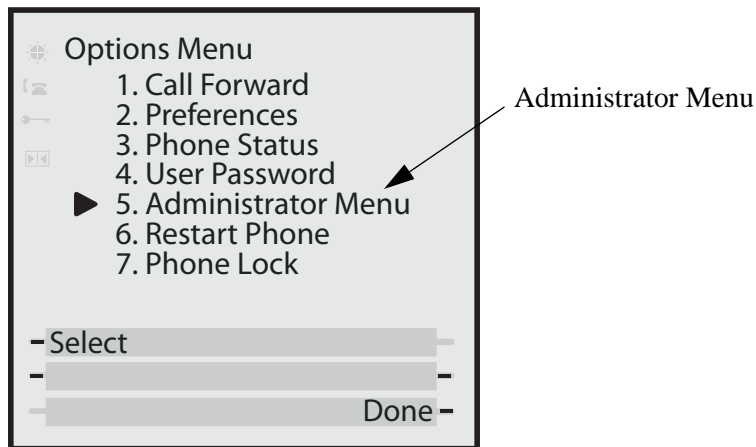 Options Menu
1. Call Forward
2. Preferences
3. Phone Status
4. User Password
5. Administrator Menu
6. Restart Phone
7. Phone Lock
Select
Done
Administrator Menu